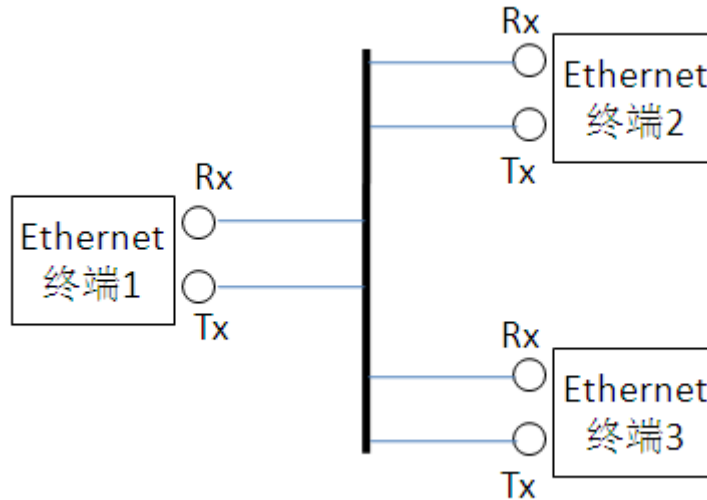 Rx
Ethernet
终端2
Tx
Rx
Ethernet
终端1
Tx
Rx
Ethernet
终端3
Tx